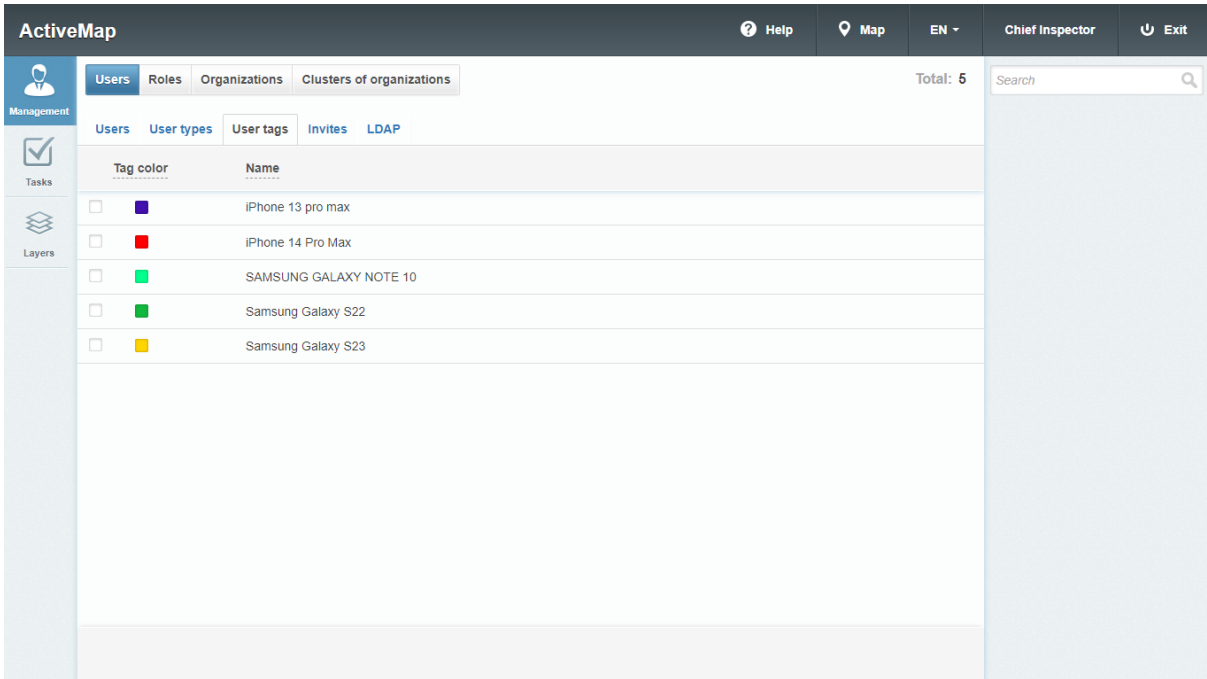 ActiveMap
Help
Map
EN
Chief Inspector
Exit
Management
Tasks
Layers
Users
Roles
Organizations
Clusters of organizations
Total: 5
Search
Users
User types
User tags
Invites
LDAP
Tag color
Name
iPhone 13 pro max
iPhone 14 Pro Max
SAMSUNG GALAXY NOTE 10
Samsung Galaxy S22
Samsung Galaxy S23